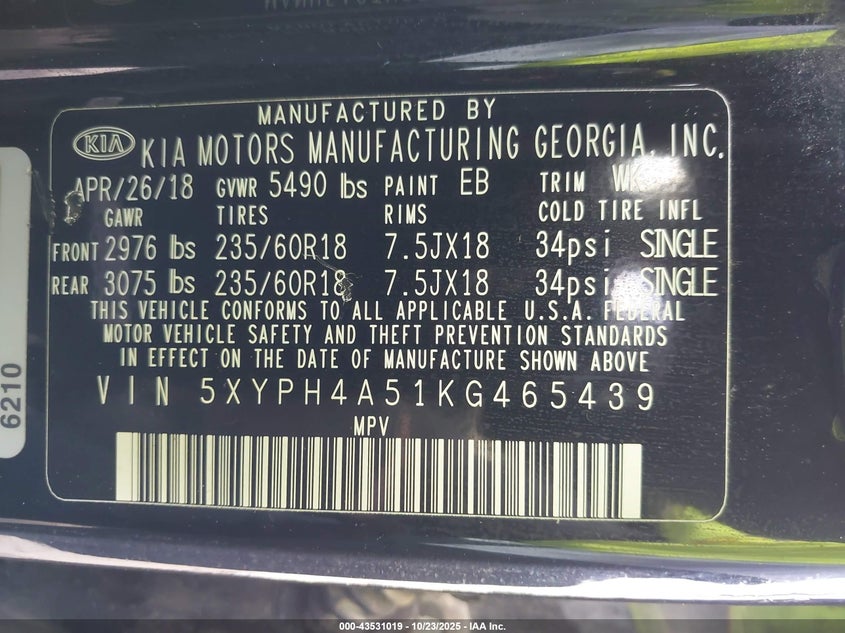 MANUFACTURED BY
KIA KIA MOTORS MANUFACTURING GEORGIA, INC.
APR/26/18 GVWR 5490 lbs PAINT EB TRIM WK
GAWR TIRES RIMS COLD TIRE INFL
FRONT 2976 lbs 235/60R18 7.5JX18 34psi SINGLE
REAR 3075 lbs 235/60R18 7.5JX18 34psi SINGLE
THIS VEHICLE CONFORMS TO ALL APPLICABLE U.S.A. FEDERAL
MOTOR VEHICLE SAFETY AND THEFT PREVENTION STANDARDS
IN EFFECT ON THE DATE OF MANUFACTURE SHOWN ABOVE
VIN 5XYPH4A51KG465439
MPV
6210
000-43531019 - 10/23/2025 - IAA Inc.